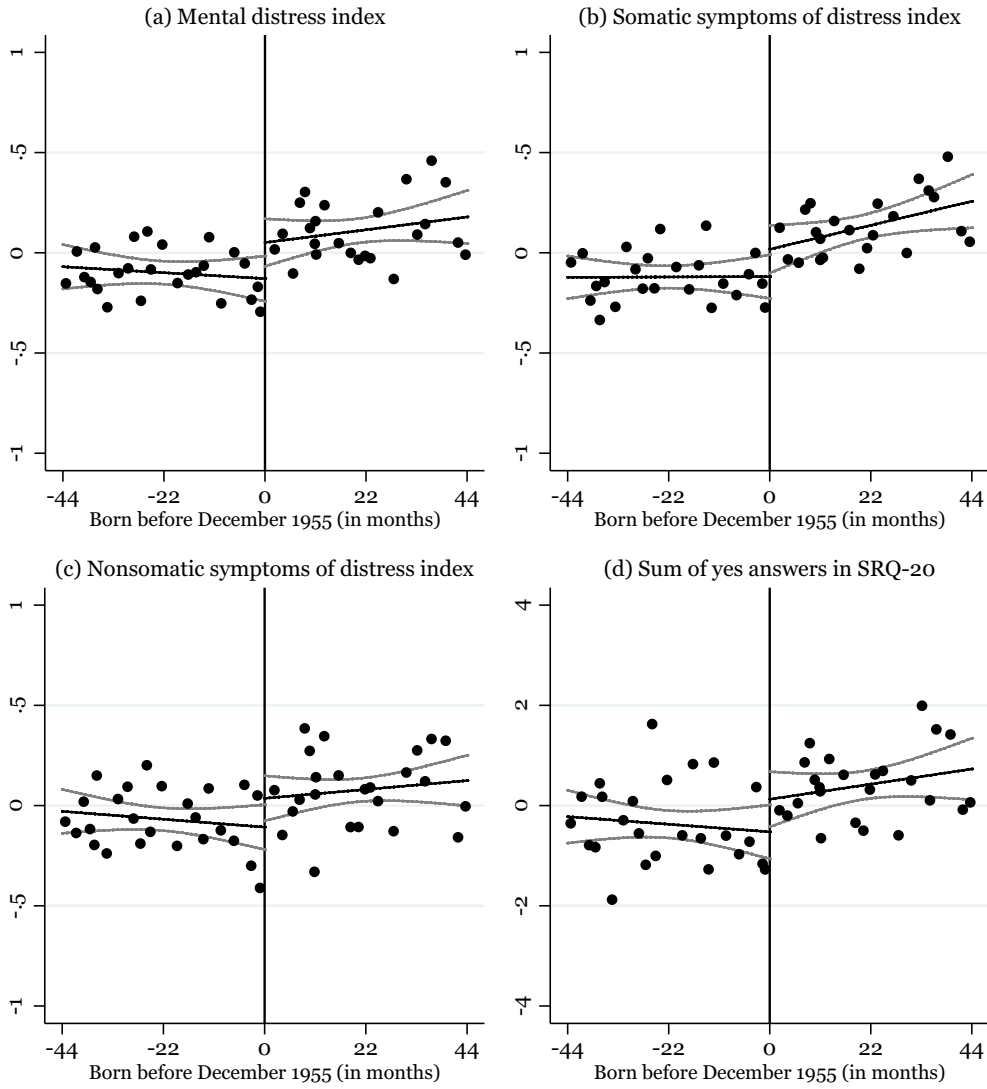 (a) Mental distress index
1
.5
0
-.5
-1
-44 -22 0 22 44
Born before December 1955 (in months)
(b) Somatic symptoms of distress index
1
.5
0
-.5
-1
-44 -22 0 22 44
Born before December 1955 (in months)
(c) Nonsomatic symptoms of distress index
1
.5
0
-.5
-1
-44 -22 0 22 44
Born before December 1955 (in months)
(d) Sum of yes answers in SRQ-20
4
2
0
-2
-4
-44 -22 0 22 44
Born before December 1955 (in months)